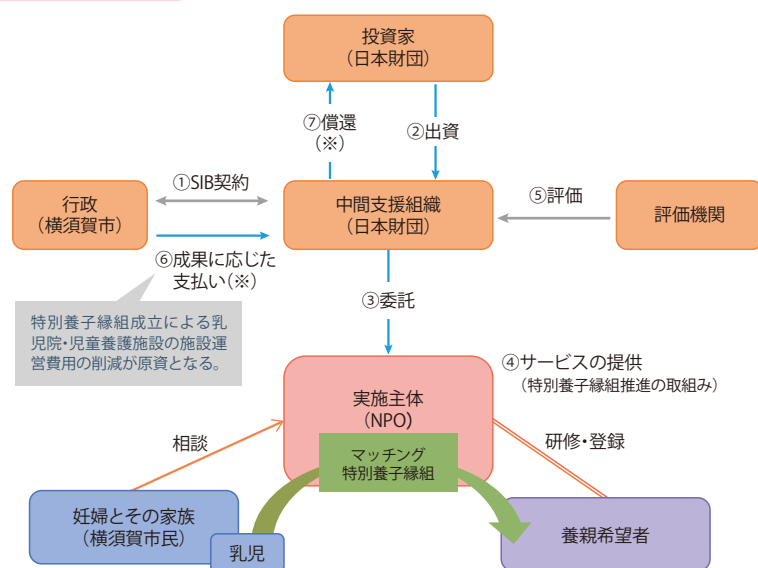 投資家
(日本財団)
⑦償還
(※)
②出資
①SIB契約
行政
(横須賀市)
中間支援組織
(日本財団)
⑤評価
評価機関
⑥成果に応じた
支払い(※)
特別養子縁組成立による乳
児院・児童養護施設の施設運
営費用の削減が原資となる。
③委託
④サービスの提供
(特別養子縁組推進の取組み)
実施主体
(NPO)
マッチング
特別養子縁組
相談
研修・登録
妊婦とその家族
(横須賀市民)
乳児
養親希望者